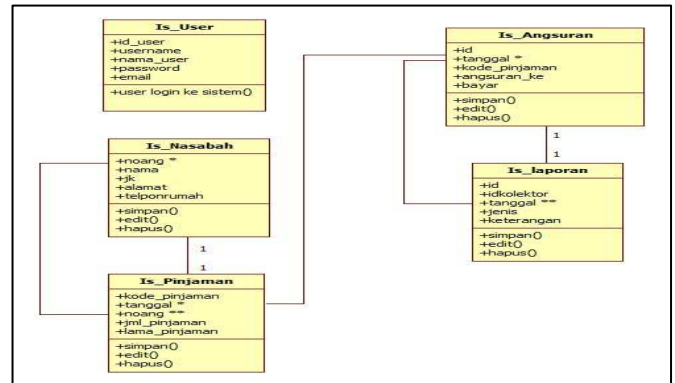 Is_User
+id_user
+username
+nama_user
+password
+email
+user login ke sistem()
Is_Nasabah
+noang *
+nama
+jk
+alamat
+telponrumah
+simpan()
+edit()
+hapus()
1
1
Is_Pinjaman
+kode_pinjaman
+tanggal *
+noang **
+jml_pinjaman
+lama_pinjaman
+simpan()
+edit()
+hapus()
Is_Angsuran
+id
+tanggal *
+kode_pinjaman
+angsuran_ke
+bayar
+simpan()
+edit()
+hapus()
1
1
Is_laporan
+id
+idkolektor
+tanggal **
+jenis
+keterangan
+simpan()
+edit()
+hapus()